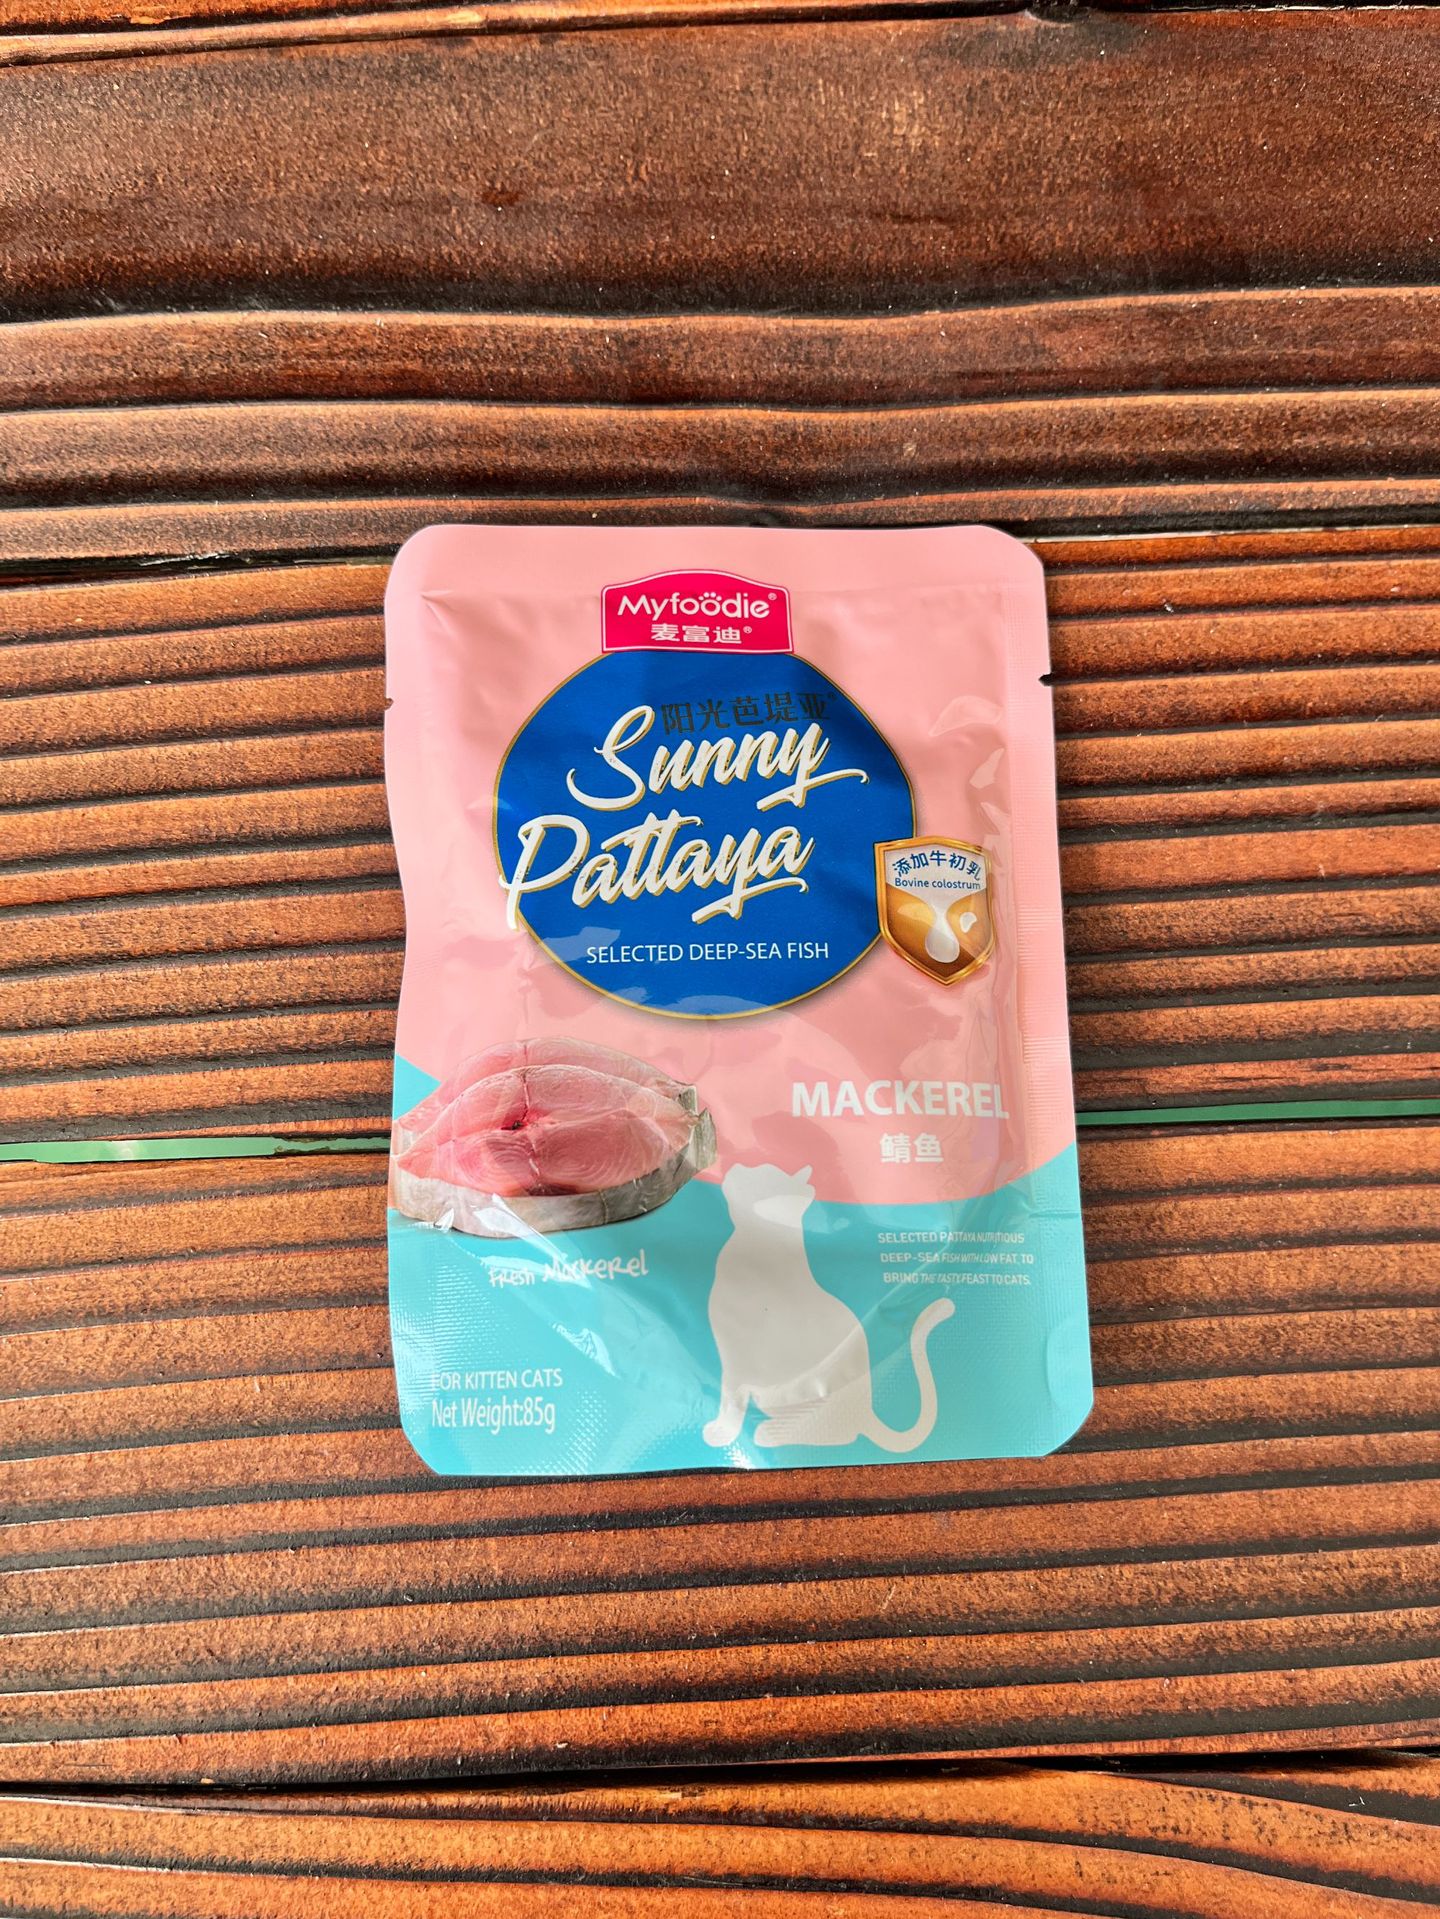 Myfoodie®
麦富迪®
阳光芭堤亚®
Sunny
Pattaya
SELECTED DEEP-SEA FISH
添加牛初乳
Bovine colostrum
MACKEREL
鲭鱼
Fresh Mackerel
SELECTED PATTAYA NUTRITIOUS
DEEP-SEA FISH WITH LOW FAT, TO
BRING THE TASTY FEAST TO CATS.
FOR KITTEN CATS
Net Weight:85g